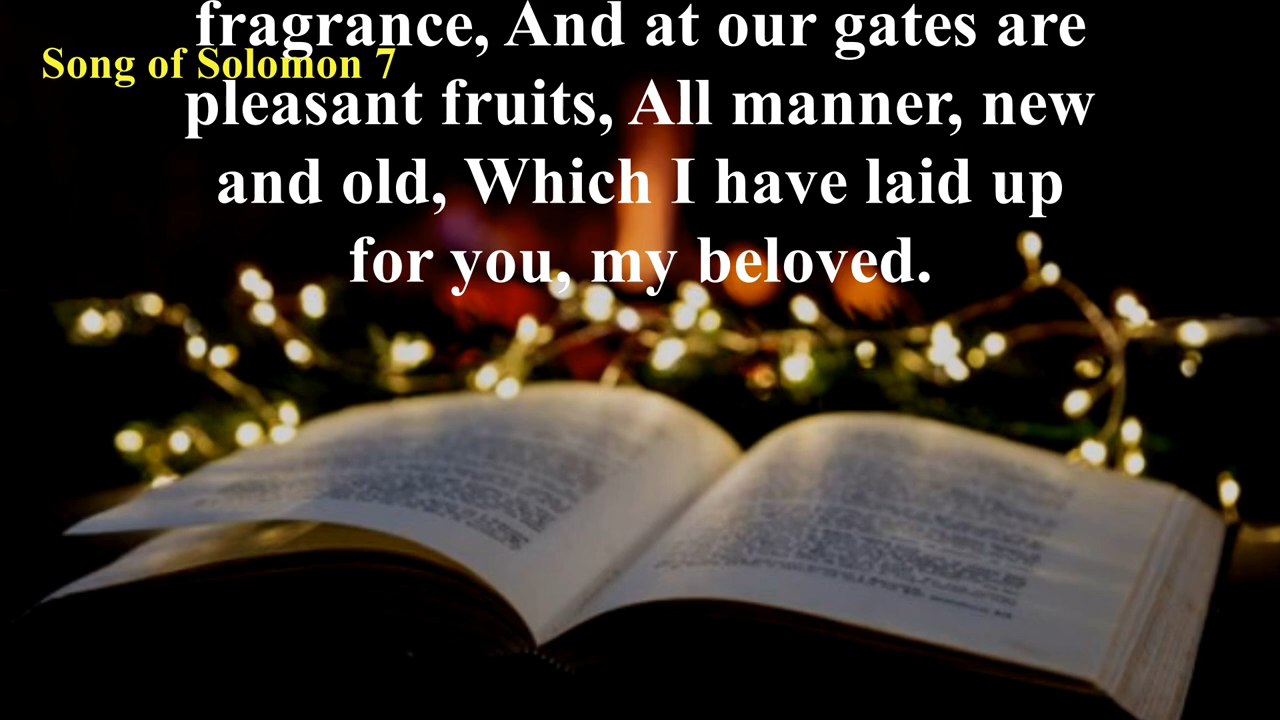 fragrance, And at our gates are
Song of Solomon 7
pleasant fruits, All manner, new
and old, Which I have laid up
for you, my beloved.